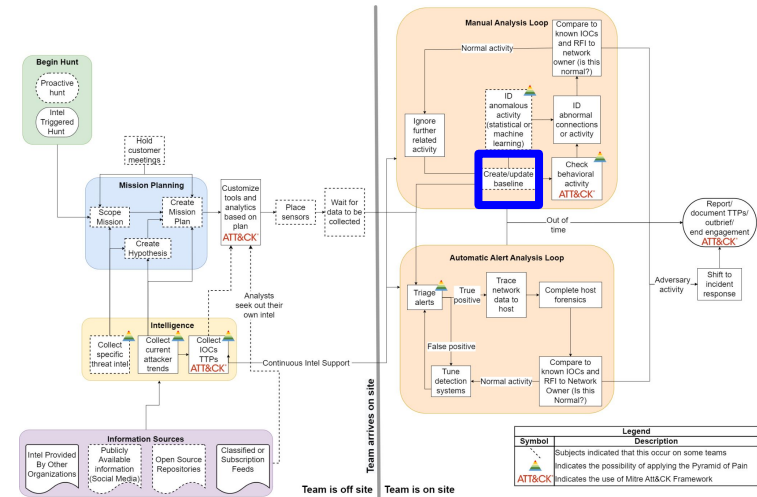 Begin Hunt
Proactive
hunt
Intel
Triggered
Hunt
Hold
customer
meetings
Mission Planning
Scope
Mission
Create
Mission
Plan
Create
Hypothesis
Customize
tools and
analytics
based on
plan
ATT&CK
Place
sensors
Wait for
data to be
collected
Analysts
seek out their
own intel
Intelligence
Collect
specific
threat intel
Collect
current
attacker
trends
Collect
IOCs
TTPs
ATT&CK
Continuous Intel Support
Information Sources
Intel Provided
By Other
Organizations
Publicly
Available
information
(Social Media)
Open Source
Repositories
Classified or
Subscription
Feeds
Team is off site
Team arrives on site
Team is on site
Manual Analysis Loop
Normal activity
Compare to
known IOCs
and RFI to
network
owner (is this
normal?)
ID
anomalous
activity
(statistical or
machine
learning)
ID
abnormal
connections
or activity
Ignore
further
related
activity
Create/update
baseline
Check
behavioral
activity
ATT&CK
Out of
time
Automatic Alert Analysis Loop
Triage
alerts
True
positive
Trace
network
data to
host
Complete host
forensics
False positive
Tune
detection
systems
Normal activity
Compare to
known IOCs and
RFI to Network
Owner (Is this
Normal?)
Adversary
activity
Shift to
incident
response
Report/
document TTPs/
outbrief/
end engagement
ATT&CK
Legend
Symbol Description
Subjects indicated that this occur on some teams
Indicates the possibility of applying the Pyramid of Pain
ATT&CK Indicates the use of Mitre Att&CK Framework